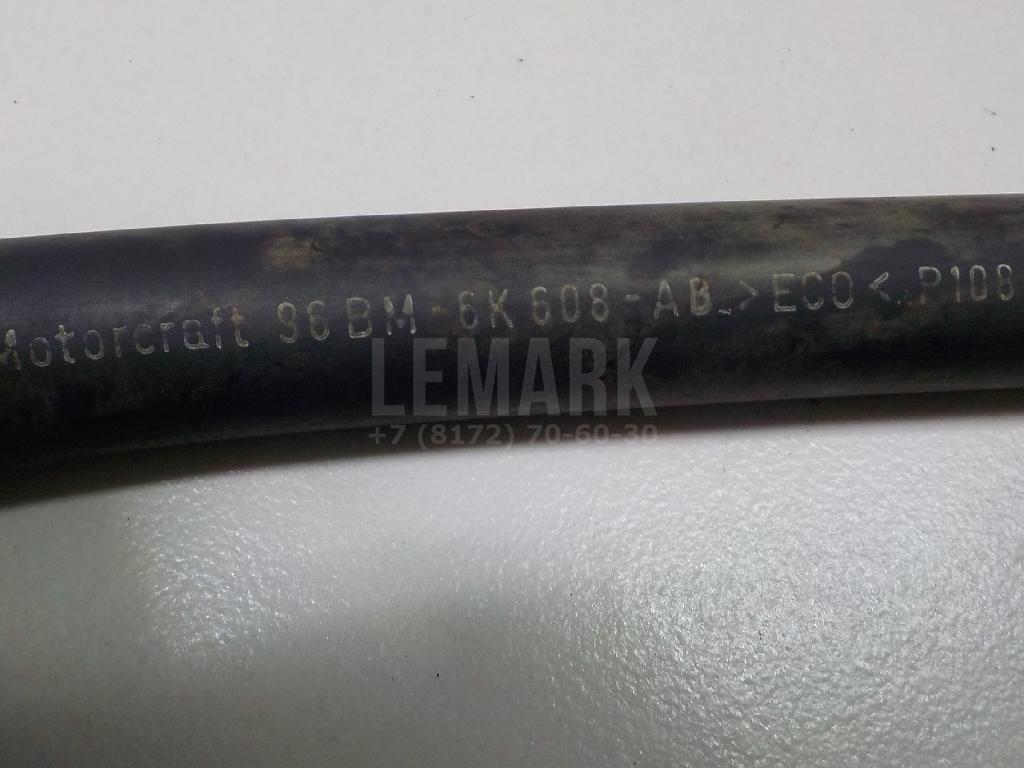 Motorcraft 96BM-6K608-AB >ECO< P108
LEMARK
+7 (8172) 70-60-30